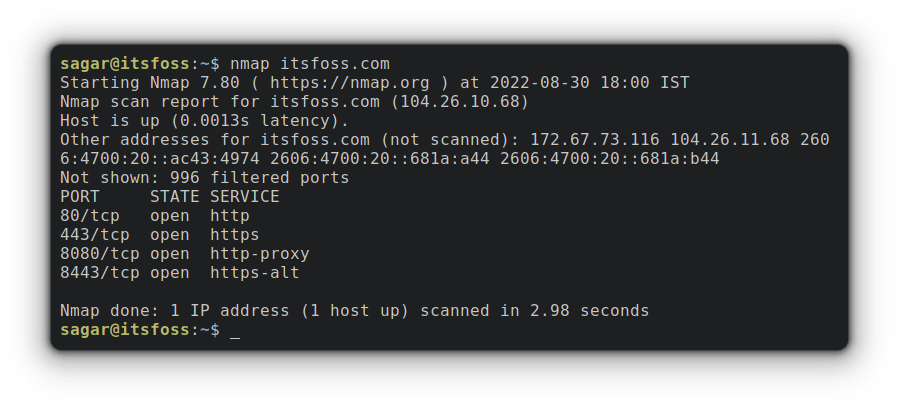 sagar@itsfoss:~$ nmap itsfoss.com
Starting Nmap 7.80 ( https://nmap.org ) at 2022-08-30 18:00 IST
Nmap scan report for itsfoss.com (104.26.10.68)
Host is up (0.0013s latency).
Other addresses for itsfoss.com (not scanned): 172.67.73.116 104.26.11.68 260
6:4700:20::ac43:4974 2606:4700:20::681a:a44 2606:4700:20::681a:b44
Not shown: 996 filtered ports
PORT     STATE SERVICE
80/tcp   open  http
443/tcp  open  https
8080/tcp open  http-proxy
8443/tcp open  https-alt

Nmap done: 1 IP address (1 host up) scanned in 2.98 seconds
sagar@itsfoss:~$ _